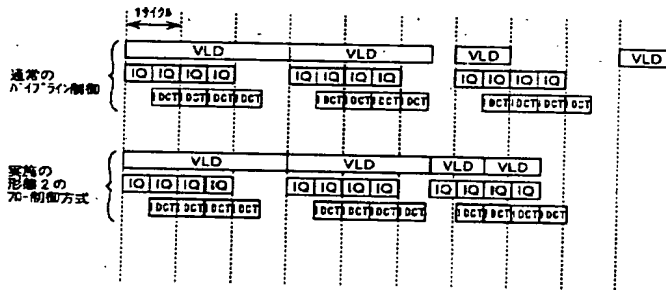 1サイクル
VLD VLD VLD VLD
通常の
パイプライン制御
IQ IQ IQ IQ IQ IQ IQ IQ IQ IQ IQ IQ
IDCT IDCT IDCT IDCT IDCT IDCT IDCT IDCT IDCT IDCT IDCT IDCT
実施の
形態2の
フロー制御方式
VLD VLD VLD VLD
IQ IQ IQ IQ IQ IQ IQ IQ IQ IQ IQ IQ
IDCT IDCT IDCT IDCT IDCT IDCT IDCT IDCT IDCT IDCT IDCT IDCT